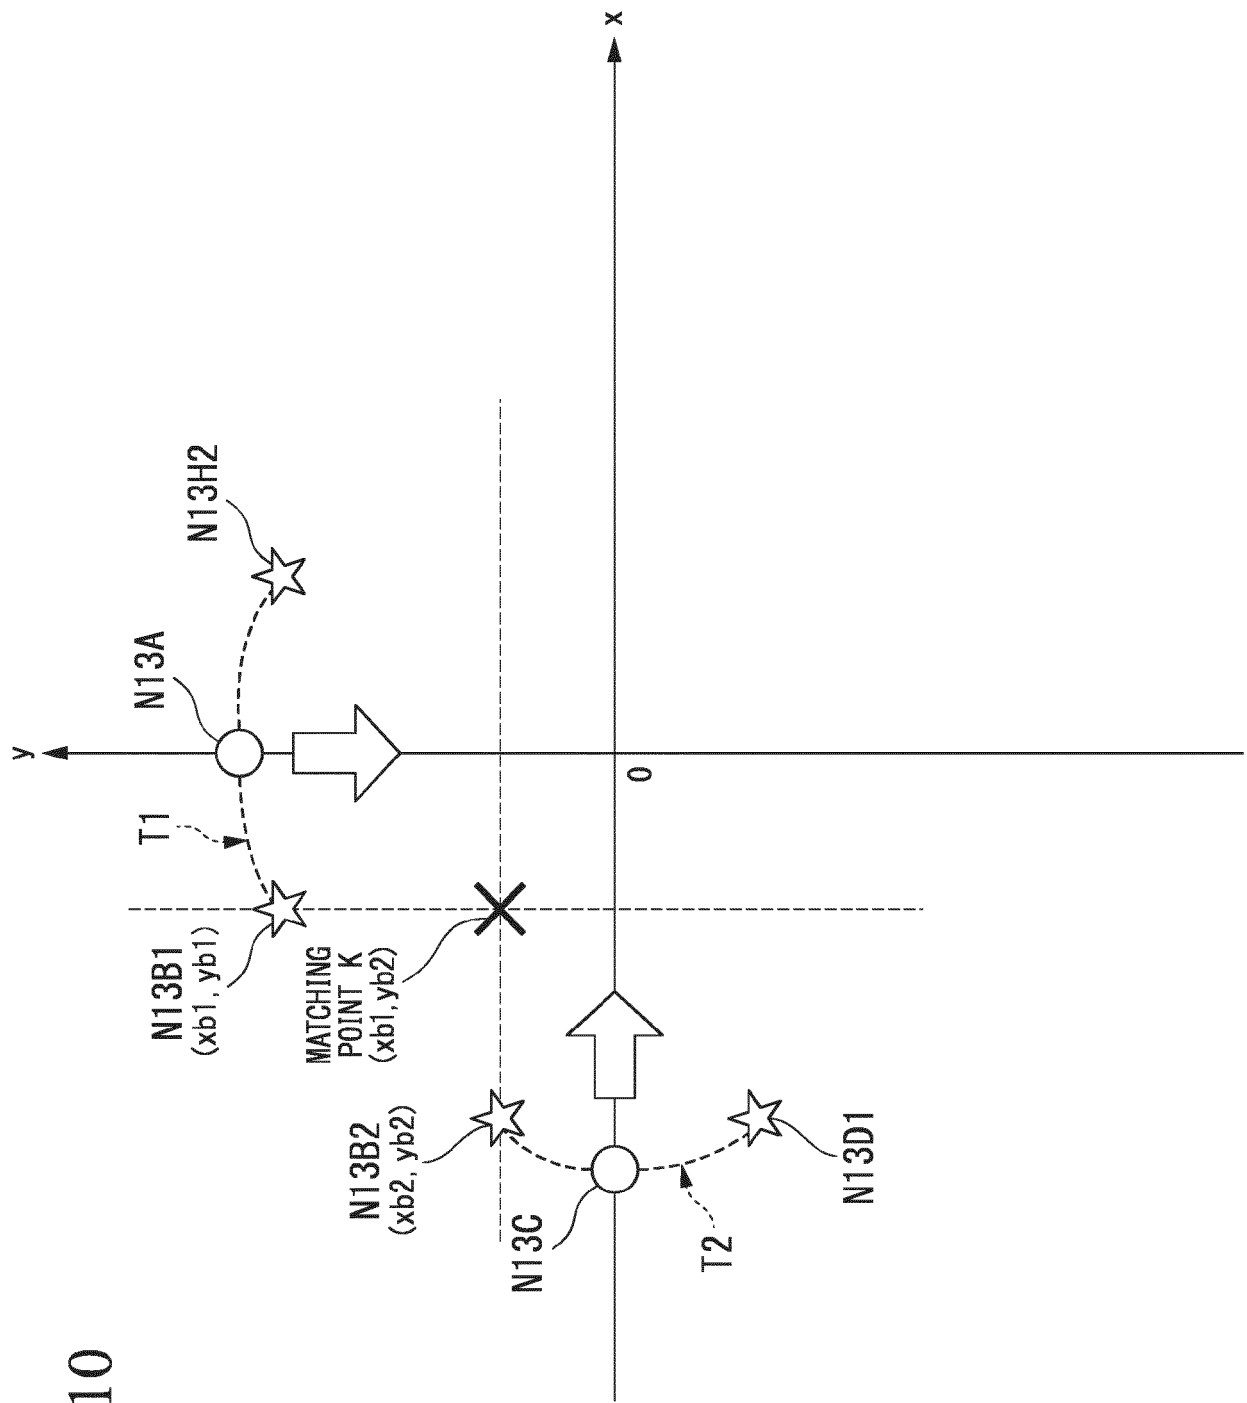 10
y
N13B1
(xb1, yb1)
T1
N13A
N13H2
MATCHING
POINT K
(xb1,yb2)
N13B2
(xb2, yb2)
N13C
x
0
T2
N13D1